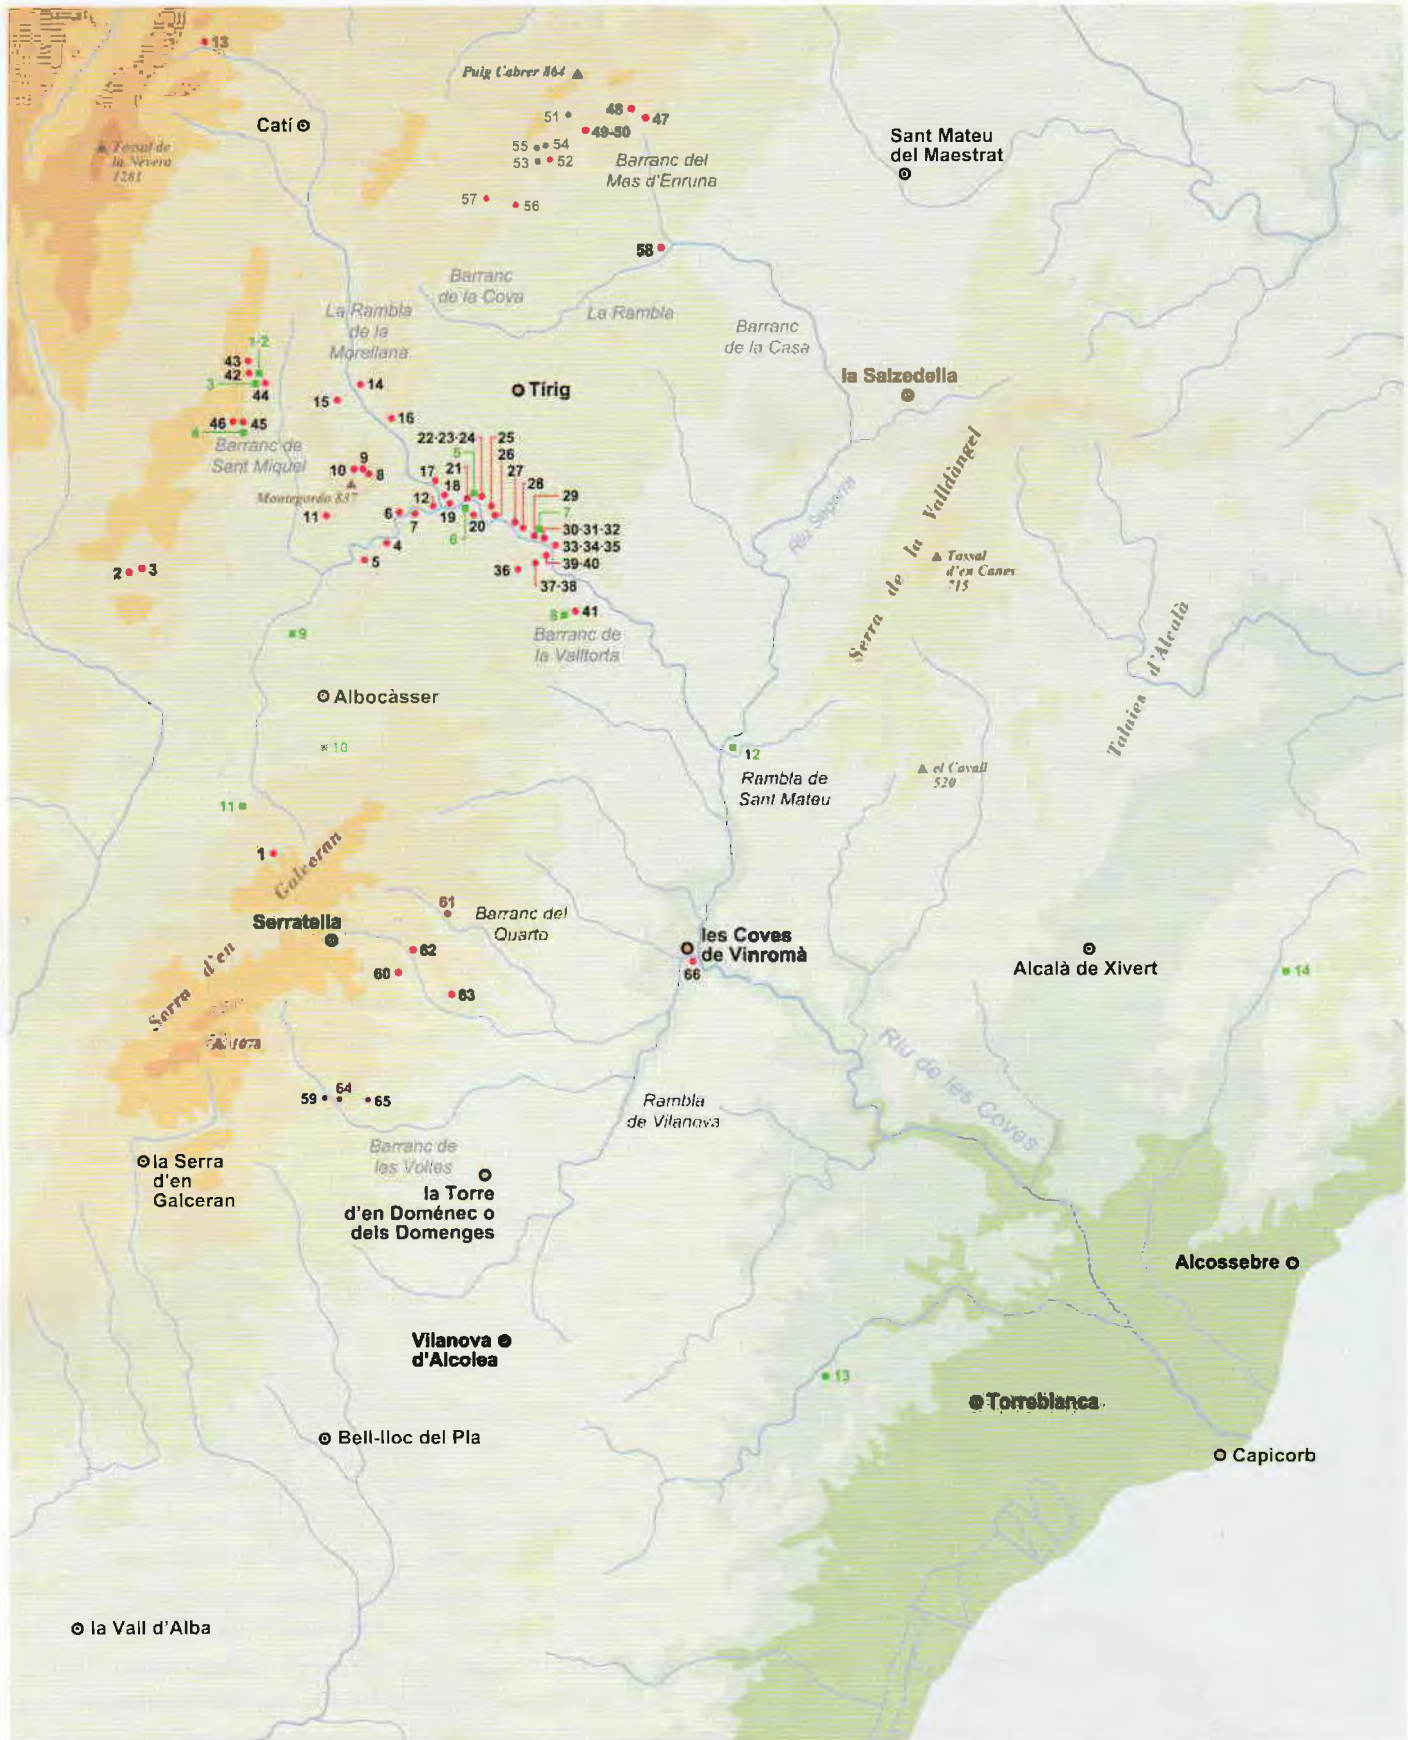 13
Puig Cabrer 864
48
47
51
49-50
Catí
Sant Mateu
del Maestrat
Tossal de
la Nevera
1281
55
54
53
52
Barranc del
Mas d'Enruna
57
56
58
Barranc
de la Cova
La Rambla
de la
Morellana
La Rambla
Barranc
de la Casa
1-2
43
42
3
44
14
15
Tírig
la Salzedella
46
45
4
16
Barranc de
Sant Miquel
22-23-24
25
5
26
9
10
8
17
21
27
18
28
Montegordo 837
12
29
7
11
6
7
19
20
30-31-32
6
33-34-35
4
5
39-40
36
37-38
2
3
Riu Segarra
Serra de la Valldàngel
Tossal
d'en Canes
715
8
41
Barranc de
la Valltorta
9
Talaies d'Alcalà
Albocàsser
10
12
Rambla de
Sant Mateu
el Cavall
520
11
1
Serra d'en Galceran
61
Barranc del
Quarto
Serratella
62
60
63
les Coves
de Vinromà
66
Alcalà de Xivert
14
Riu de les Coves
59
64
65
Rambla
de Vilanova
Barranc de
les Voltes
la Serra
d'en
Galceran
la Torre
d'en Doménec o
dels Domenges
Alcossebre
Vilanova
d'Alcolea
13
Torreblanca
Bell-lloc del Pla
Capicorb
la Vall d'Alba